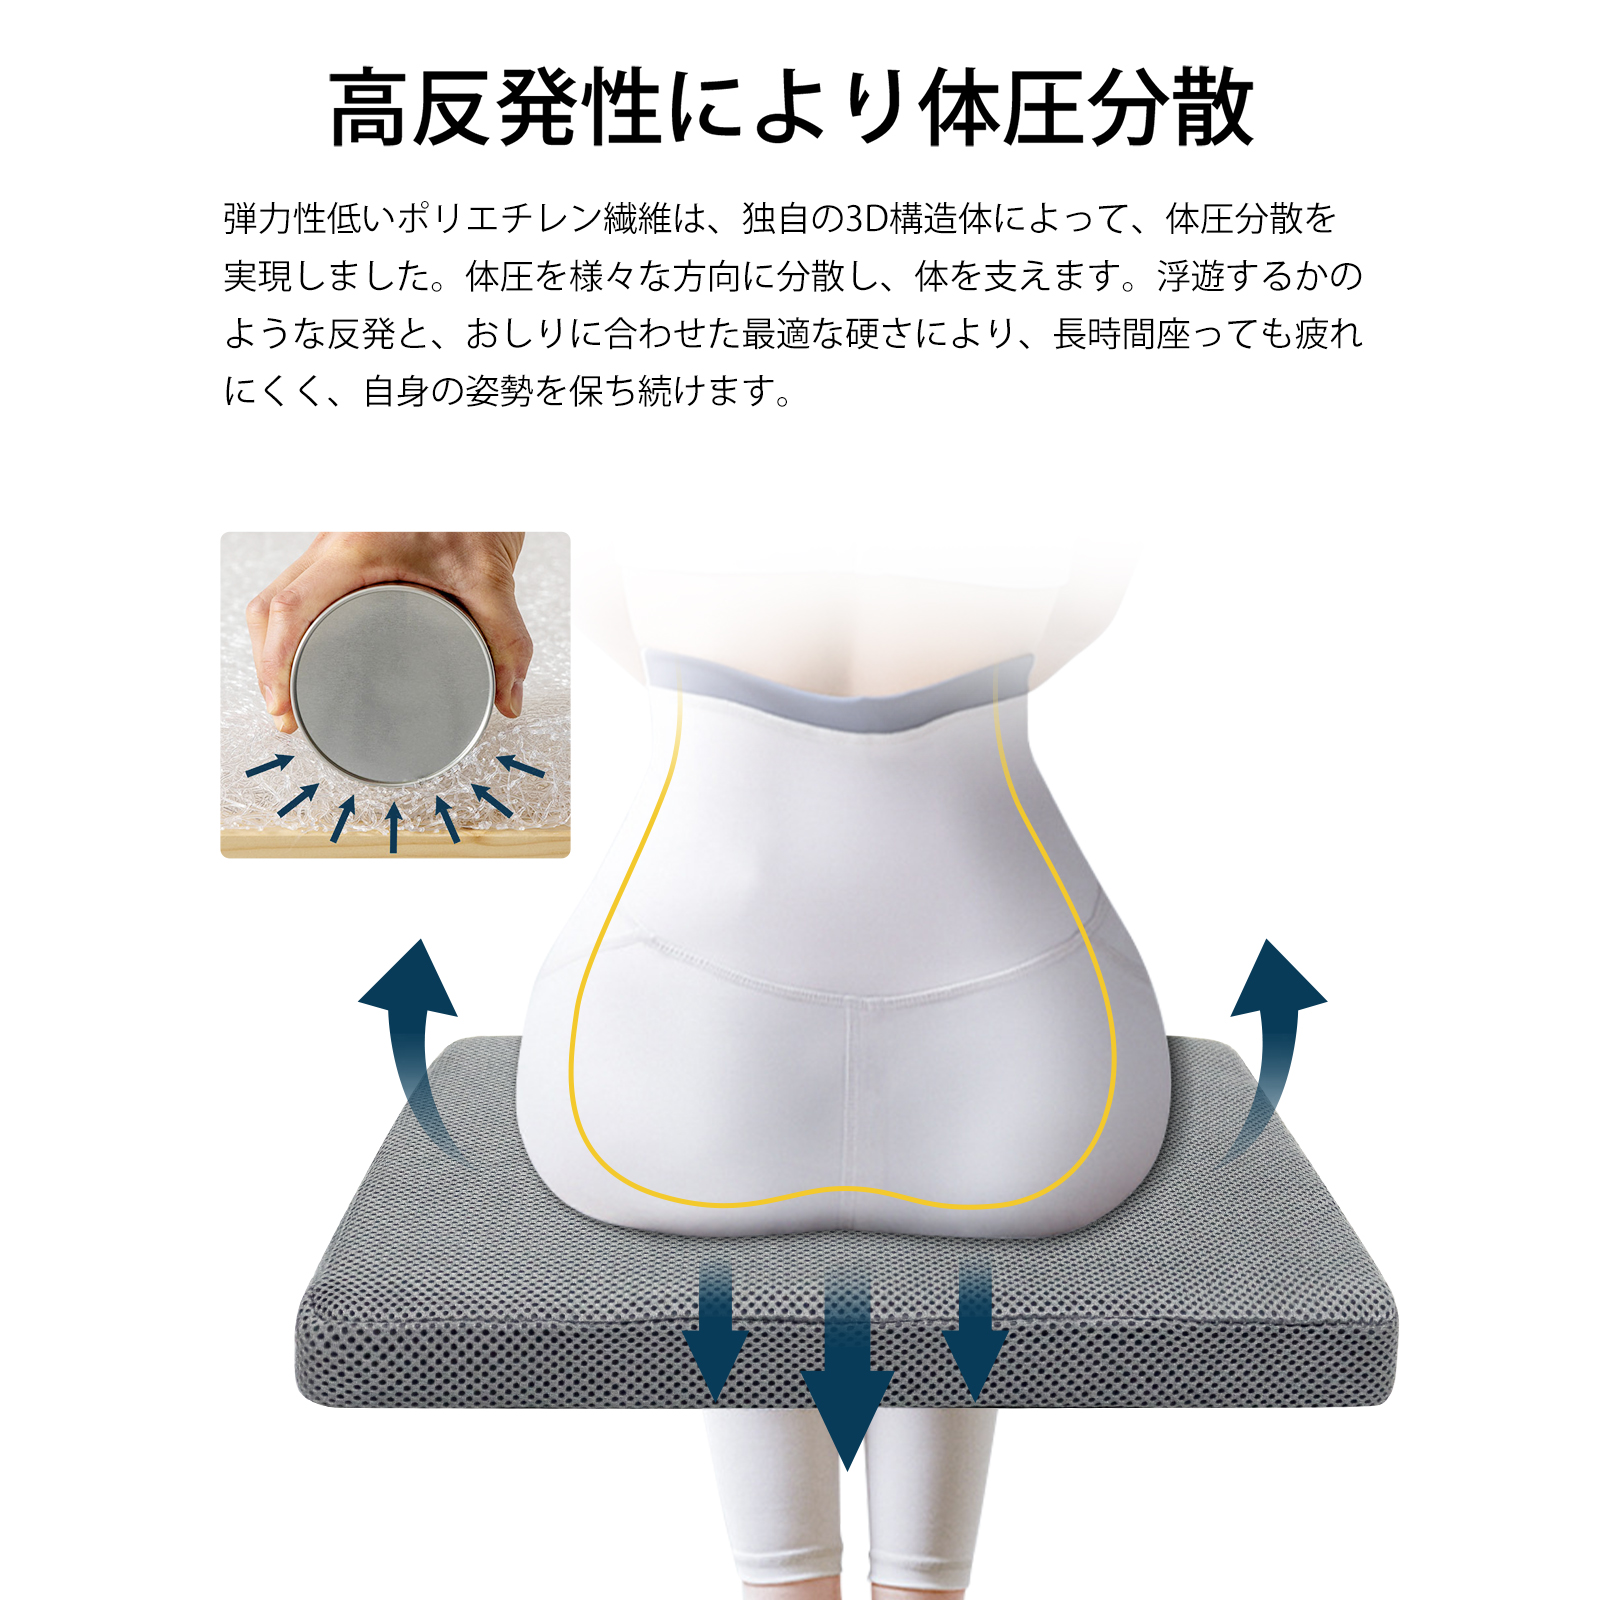 高反発性により体圧分散
弾力性低いポリエチレン繊維は、独自の3D構造体によって、体圧分散を
実現しました。体圧を様々な方向に分散し、体を支えます。浮遊するかの
ような反発と、おしりに合わせた最適な硬さにより、長時間座っても疲れ
にくく、自身の姿勢を保ち続けます。